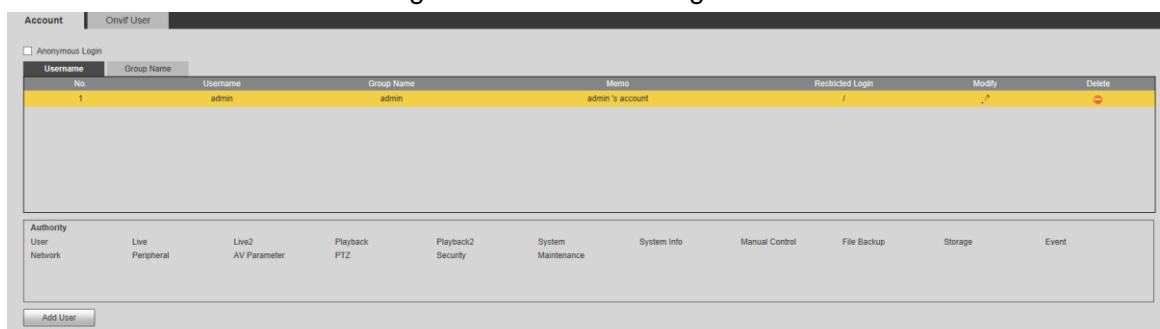 Account Onvif User
Anonymous Login
Username Group Name
No. Username Group Name Memo Restricted Login Modify Delete
1 admin admin admin 's account /
Authority
User Live Live2 Playback Playback2 System System Info Manual Control File Backup Storage Event
Network Peripheral AV Parameter PTZ Security Maintenance
Add User